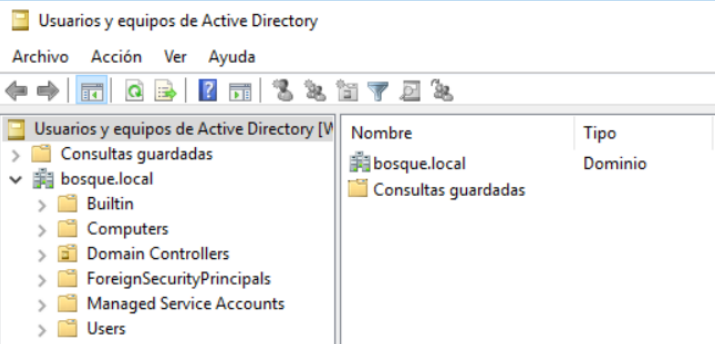 Usuarios y equipos de Active Directory
Archivo Acción Ver Ayuda
Usuarios y equipos de Active Directory [
Consultas guardadas
bosque.local
Builtin
Computers
Domain Controllers
ForeignSecurityPrincipals
Managed Service Accounts
Users
Nombre Tipo
bosque.local Dominio
Consultas guardadas